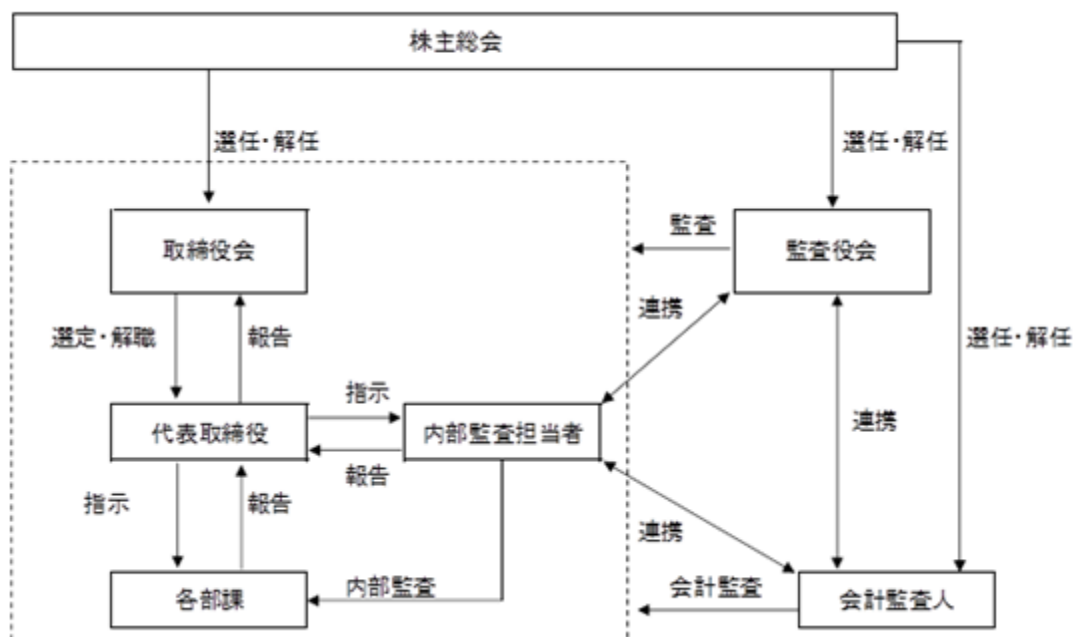 株主総会
選任・解任
選任・解任
取締役会
監査
監査役会
連携
選定・解職
報告
選任・解任
指示
代表取締役
内部監査担当者
連携
報告
指示
報告
連携
内部監査
会計監査
各部課
会計監査人